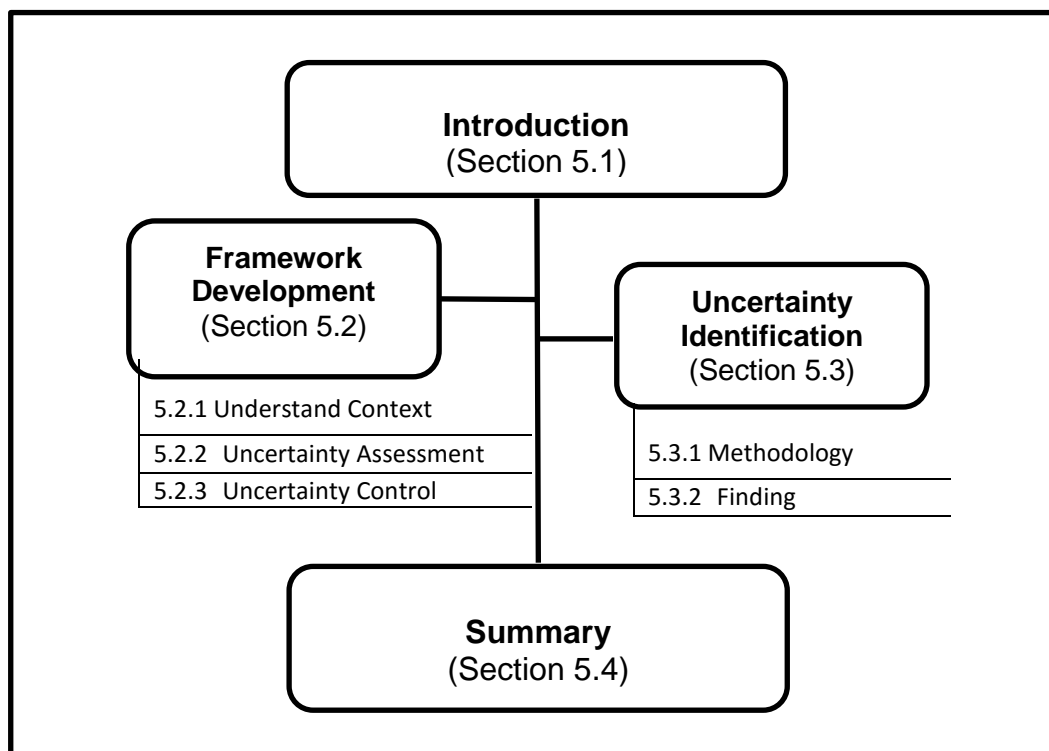 Introduction
(Section 5.1)
Framework
Development
(Section 5.2)
5.2.1 Understand Context
5.2.2 Uncertainty Assessment
5.2.3 Uncertainty Control
Uncertainty
Identification
(Section 5.3)
5.3.1 Methodology
5.3.2 Finding
Summary
(Section 5.4)